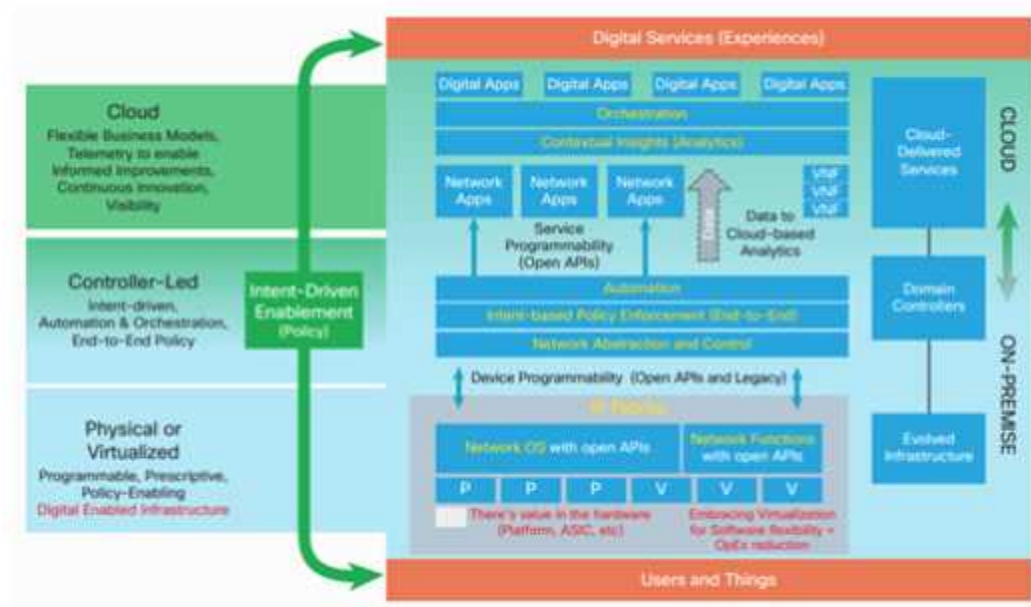 Digital Services (Experiences)
Cloud
Flexible Business Models,
Telemetry to enable
Informed Improvements,
Continuous Innovation,
Visibility
Controller-Led
Intent-driven,
Automation & Orchestration,
End-to-End Policy
Physical or
Virtualized
Programmable, Prescriptive,
Policy-Enabling
Digital Enabled Infrastructure
Intent-Driven
Enablement
(Policy)
Digital Apps
Digital Apps
Digital Apps
Digital Apps
Orchestration
Contextual Insights (Analytics)
Network
Apps
Network
Apps
Network
Apps
VNF
VNF
VNF
Service
Programmability
(Open APIs)
Data to
Cloud-based
Analytics
Automation
Intent-based Policy Enforcement (End-to-End)
Network Abstraction and Control
Device Programmability (Open APIs and Legacy)
Network OS with open APIs
Network Functions
with open APIs
P
P
P
V
V
V
There's value in the hardware
(Platform, ASIC, etc)
Embracing Virtualization
for Software flexibility +
OpEx reduction
Cloud-
Delivered
Services
Domain
Controllers
Evolved
Infrastructure
CLOUD
ON-PREMISE
Users and Things